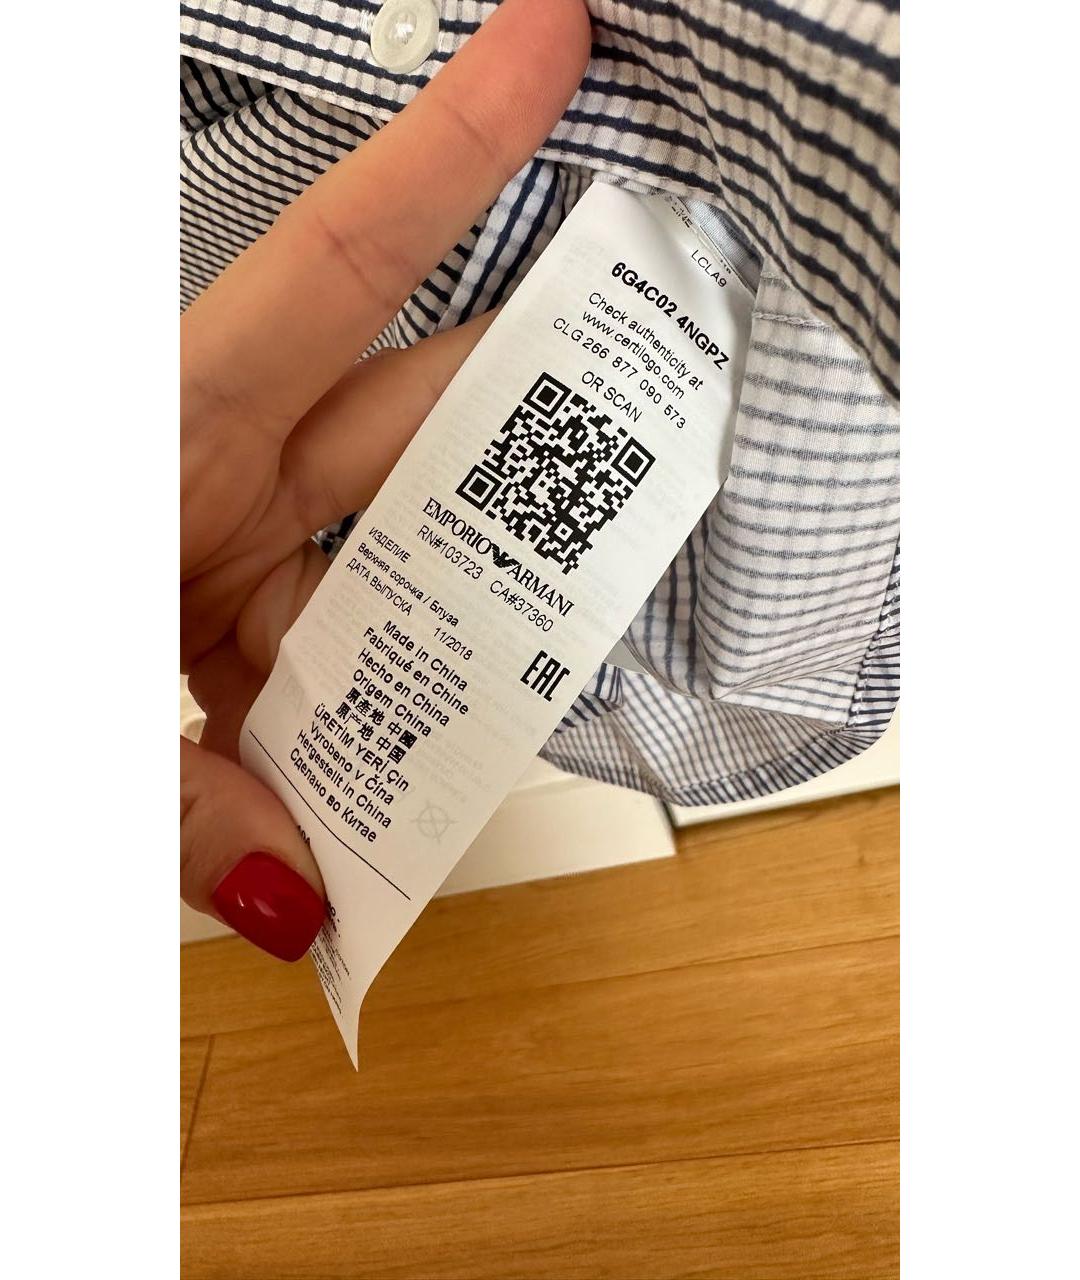 LCLA9
6G4C02 4NGPZ
Check authenticity at
www.certilogo.com
CLG 266 877 090 573
OR SCAN
EMPORIO ARMANI
RN#103723 CA#37360
ИЗДЕЛИЕ
Верхняя сорочка / Блуза
ДАТА ВЫПУСКА 11/2018
EAC
Made in China
Fabriqué en Chine
Hecho en China
Origem China
原產地 中國
原产地 中国
ÜRETİM YERİ Çin
Vyrobeno v Čína
Hergestellt in China
Сделано во Китае